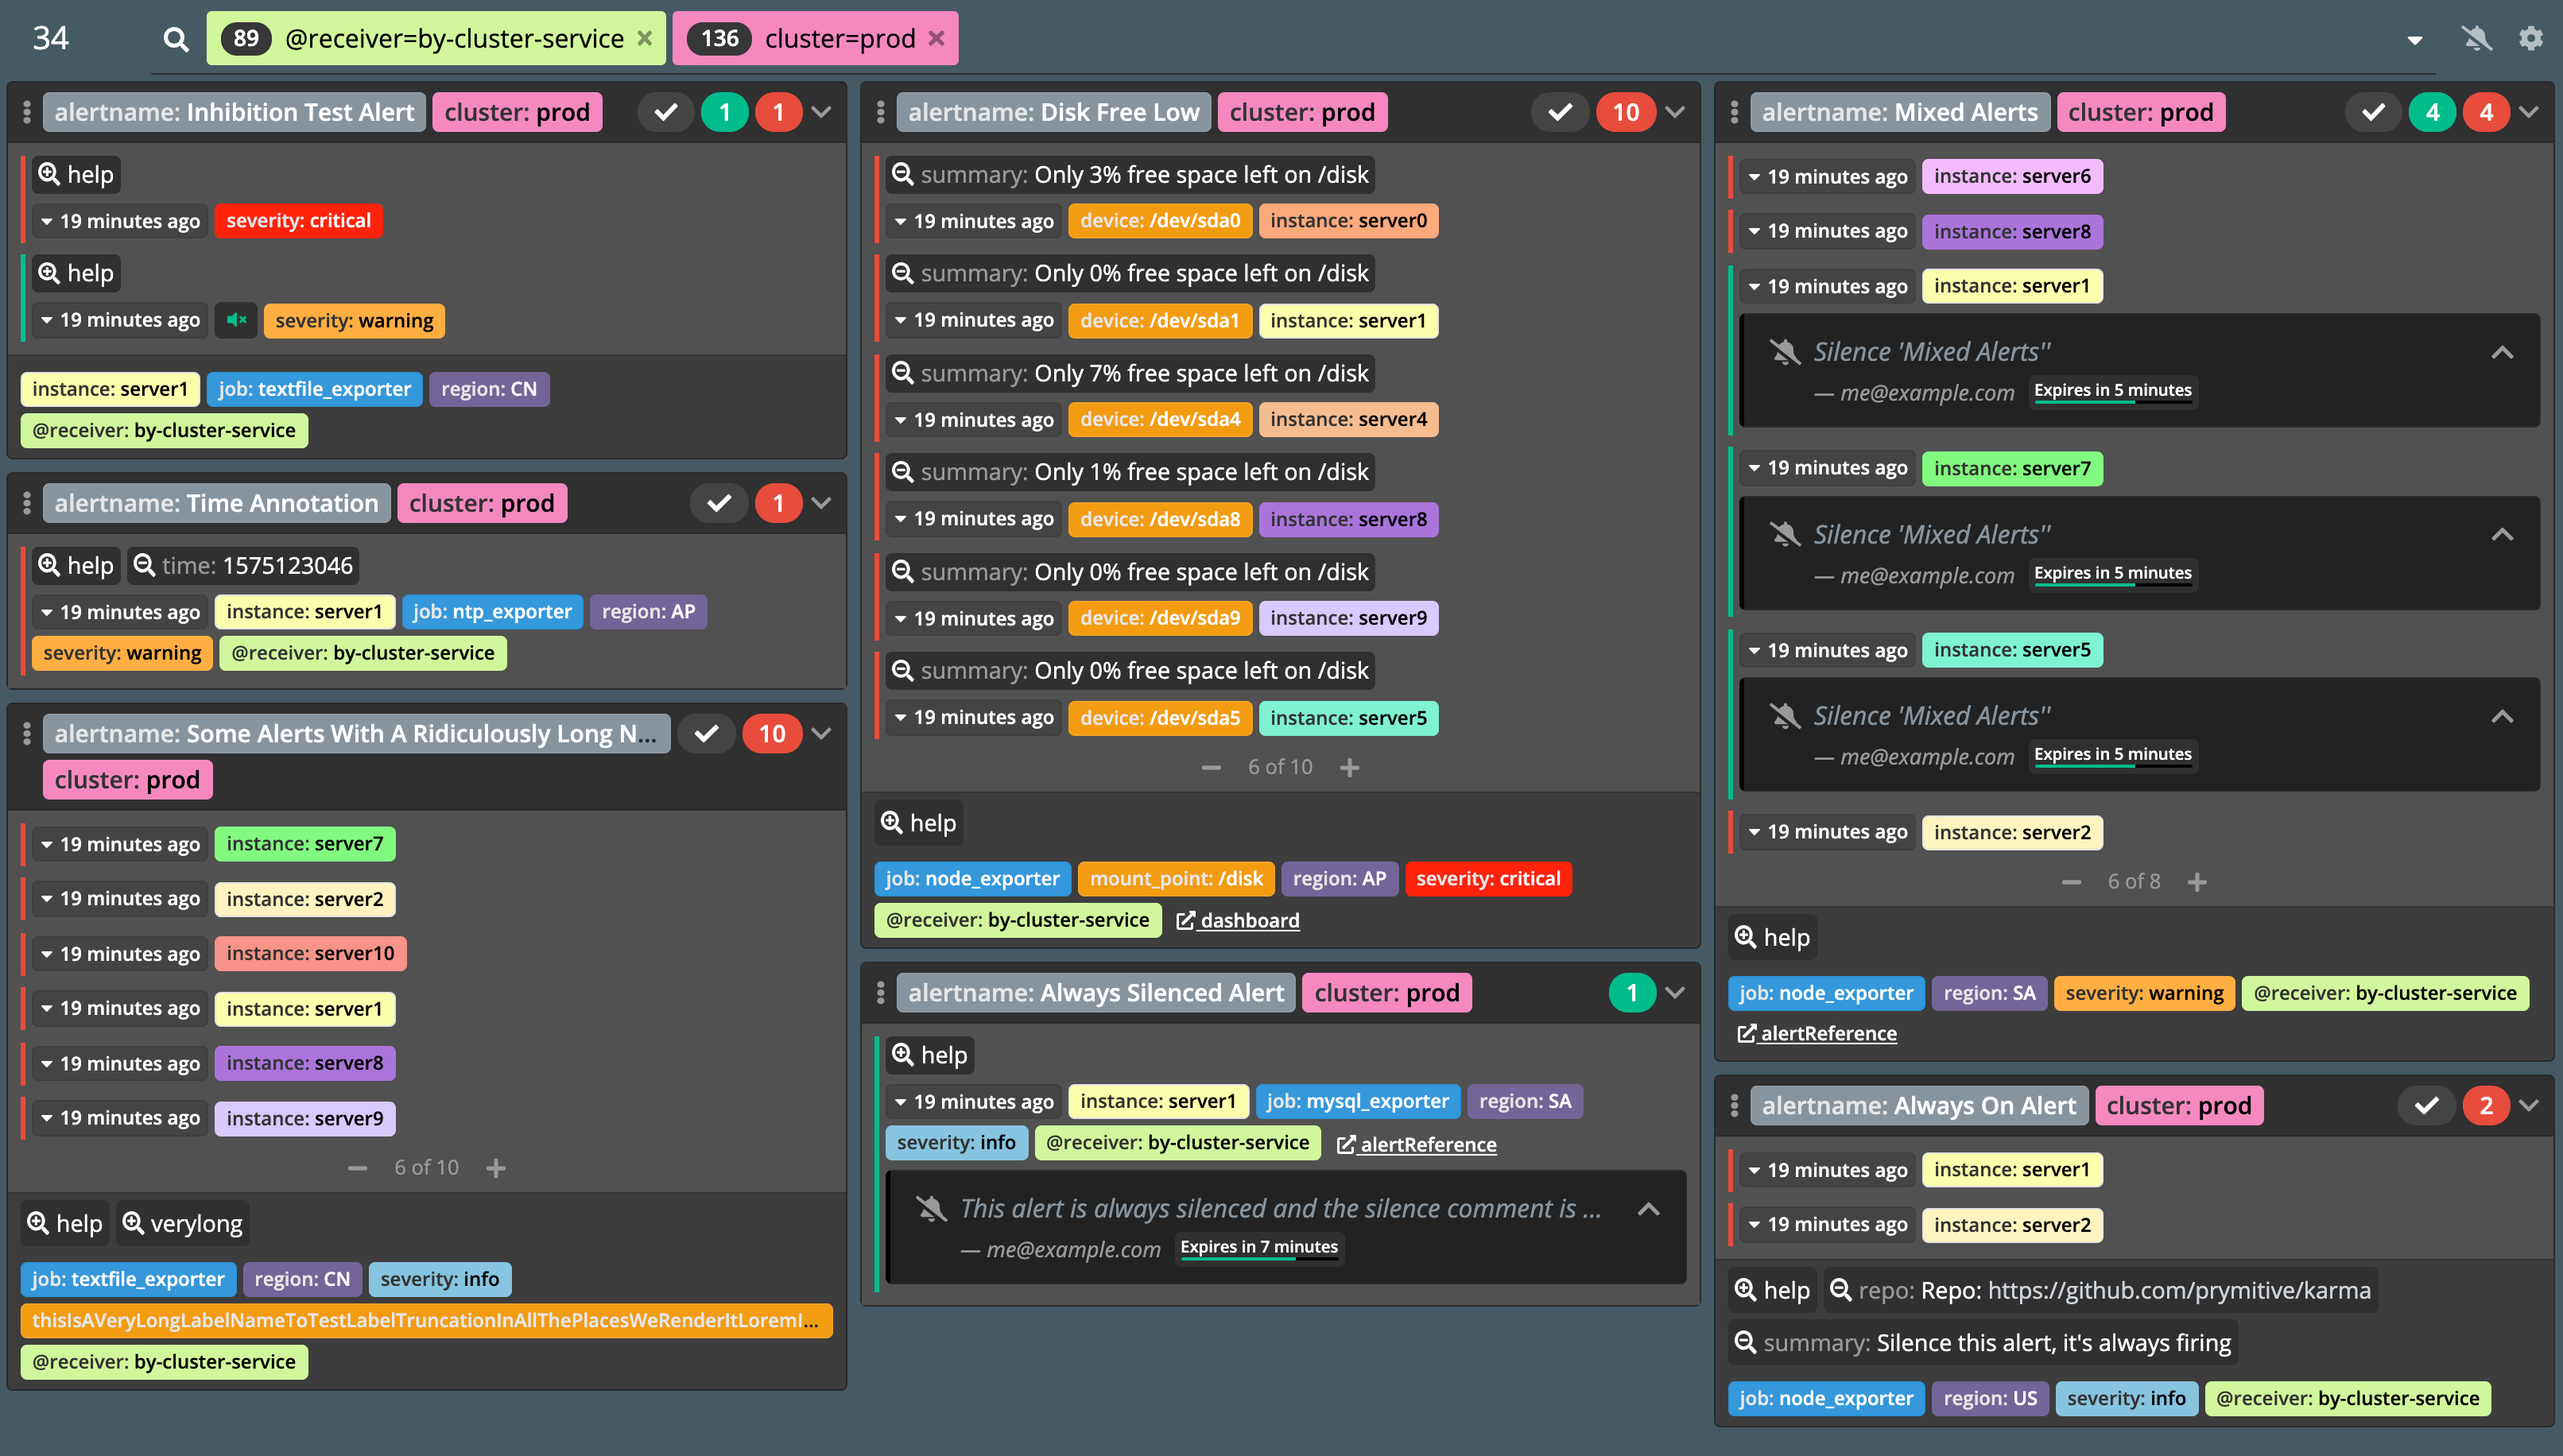 34 89 @receiver=by-cluster-service × 136 cluster=prod ×
alertname: Inhibition Test Alert cluster: prod 1 1
help
19 minutes ago severity: critical
help
19 minutes ago severity: warning
instance: server1 job: textfile_exporter region: CN
@receiver: by-cluster-service
alertname: Time Annotation cluster: prod 1
help time: 1575123046
19 minutes ago instance: server1 job: ntp_exporter region: AP
severity: warning @receiver: by-cluster-service
alertname: Some Alerts With A Ridiculously Long N... 10
cluster: prod
19 minutes ago instance: server7
19 minutes ago instance: server2
19 minutes ago instance: server10
19 minutes ago instance: server1
19 minutes ago instance: server8
19 minutes ago instance: server9
6 of 10
help verylong
job: textfile_exporter region: CN severity: info
thisIsAVeryLongLabelNameToTestLabelTruncationInAllThePlacesWeRenderItLoremI...
@receiver: by-cluster-service
alertname: Disk Free Low cluster: prod 10
summary: Only 3% free space left on /disk
19 minutes ago device: /dev/sda0 instance: server0
summary: Only 0% free space left on /disk
19 minutes ago device: /dev/sda1 instance: server1
summary: Only 7% free space left on /disk
19 minutes ago device: /dev/sda4 instance: server4
summary: Only 1% free space left on /disk
19 minutes ago device: /dev/sda8 instance: server8
summary: Only 0% free space left on /disk
19 minutes ago device: /dev/sda9 instance: server9
summary: Only 0% free space left on /disk
19 minutes ago device: /dev/sda5 instance: server5
6 of 10
help
job: node_exporter mount_point: /disk region: AP severity: critical
@receiver: by-cluster-service dashboard
alertname: Always Silenced Alert cluster: prod 1
help
19 minutes ago instance: server1 job: mysql_exporter region: SA
severity: info @receiver: by-cluster-service alertReference
This alert is always silenced and the silence comment is ...
— me@example.com Expires in 7 minutes
alertname: Mixed Alerts cluster: prod 4 4
19 minutes ago instance: server6
19 minutes ago instance: server8
19 minutes ago instance: server1
Silence 'Mixed Alerts''
— me@example.com Expires in 5 minutes
19 minutes ago instance: server7
Silence 'Mixed Alerts''
— me@example.com Expires in 5 minutes
19 minutes ago instance: server5
Silence 'Mixed Alerts''
— me@example.com Expires in 5 minutes
19 minutes ago instance: server2
6 of 8
help
job: node_exporter region: SA severity: warning @receiver: by-cluster-service
alertReference
alertname: Always On Alert cluster: prod 2
19 minutes ago instance: server1
19 minutes ago instance: server2
help repo: Repo: https://github.com/prymitive/karma
summary: Silence this alert, it's always firing
job: node_exporter region: US severity: info @receiver: by-cluster-service